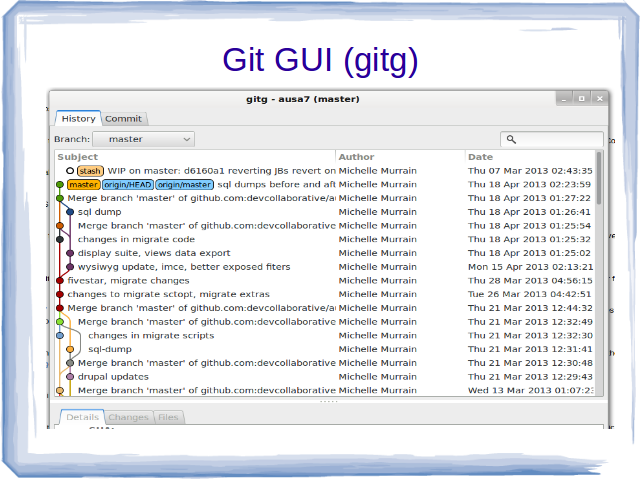 Git GUI (gitg)
gitg - ausa7 (master)
History Commit
Branch: master
Subject Author Date
stash WIP on master: d6160a1 reverting JBs revert on Michelle Murrain Thu 07 Mar 2013 02:43:35
master origin/HEAD origin/master sql dumps before and aft Michelle Murrain Thu 18 Apr 2013 02:23:59
Merge branch 'master' of github.com:devcollaborative/au Michelle Murrain Thu 18 Apr 2013 01:27:22
sql dump Michelle Murrain Thu 18 Apr 2013 01:26:41
Merge branch 'master' of github.com:devcollaborative Michelle Murrain Thu 18 Apr 2013 01:25:54
changes in migrate code Michelle Murrain Thu 18 Apr 2013 01:25:32
display suite, views data export Michelle Murrain Thu 18 Apr 2013 01:25:02
wysiwyg update, imce, better exposed fiters Michelle Murrain Mon 15 Apr 2013 02:13:21
fivestar, migrate changes Michelle Murrain Thu 28 Mar 2013 04:56:15
changes to migrate sctopt, migrate extras Michelle Murrain Tue 26 Mar 2013 04:42:51
Merge branch 'master' of github.com:devcollaborative/au Michelle Murrain Thu 21 Mar 2013 12:44:32
Merge branch 'master' of github.com:devcollaborative Michelle Murrain Thu 21 Mar 2013 12:32:49
changes in migrate scripts Michelle Murrain Thu 21 Mar 2013 12:32:30
sql-dump Michelle Murrain Thu 21 Mar 2013 12:31:41
Merge branch 'master' of github.com:devcollaborative Michelle Murrain Thu 21 Mar 2013 12:30:48
drupal updates Michelle Murrain Thu 21 Mar 2013 12:29:43
Merge branch 'master' of github.com:devcollaborative Michelle Murrain Wed 13 Mar 2013 01:07:2
Details Changes Files